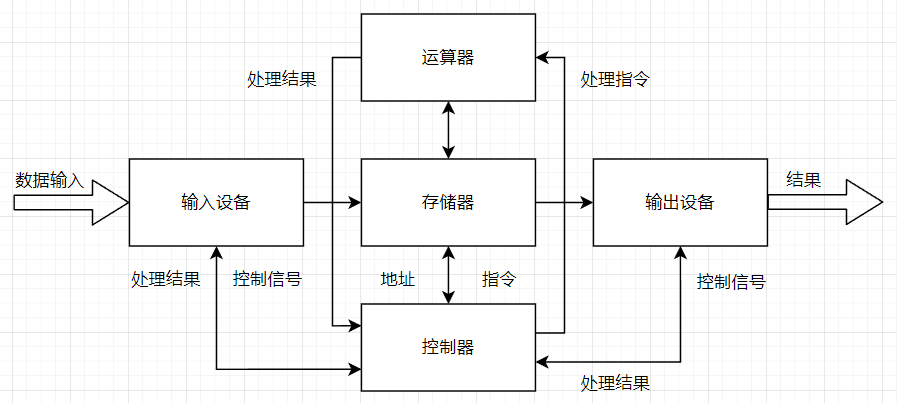 运算器
处理结果
处理指令
数据输入
输入设备
存储器
输出设备
结果
处理结果
控制信号
地址
指令
控制信号
控制器
处理结果